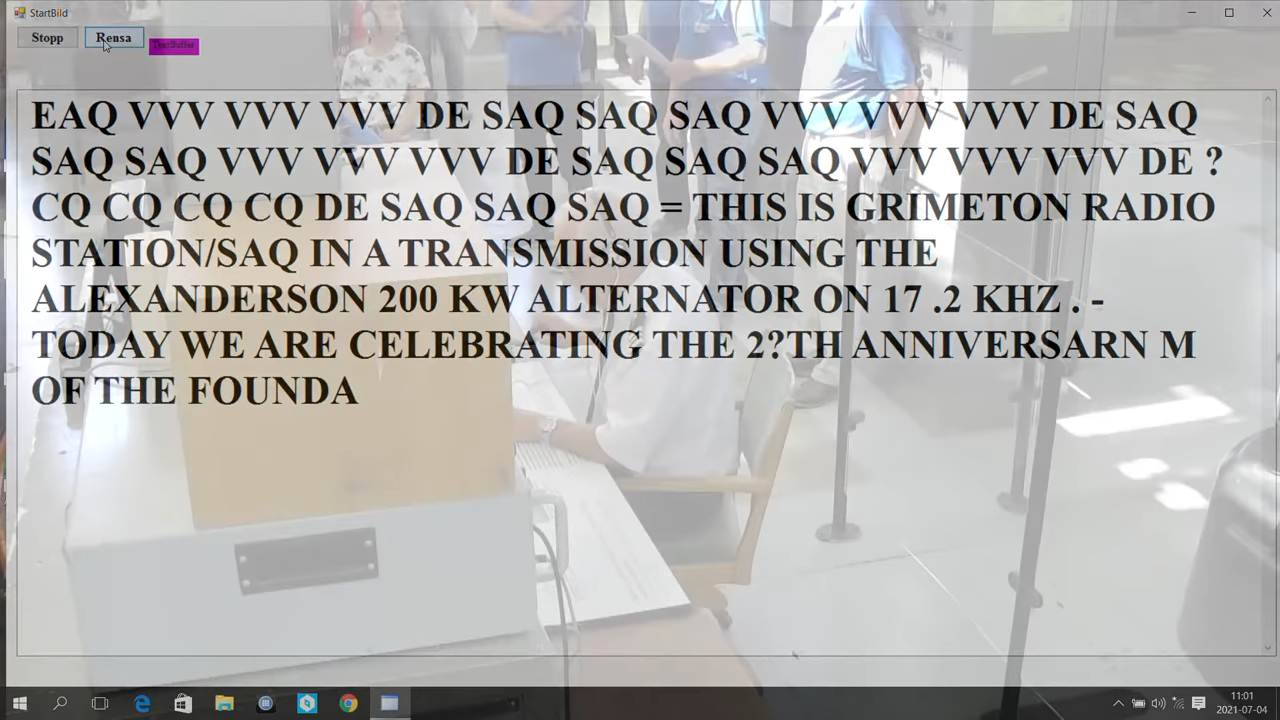 StartBild
Stopp Rensa TextBuffer
EAQ VVV VVV VVV DE SAQ SAQ SAQ VVV VVV VVV DE SAQ
SAQ SAQ VVV VVV VVV DE SAQ SAQ SAQ VVV VVV VVV DE ?
CQ CQ CQ CQ DE SAQ SAQ SAQ = THIS IS GRIMETON RADIO
STATION/SAQ IN A TRANSMISSION USING THE
ALEXANDERSON 200 KW ALTERNATOR ON 17 .2 KHZ . -
TODAY WE ARE CELEBRATING THE 2?TH ANNIVERSARN M
OF THE FOUNDA
11:01
2021-07-04